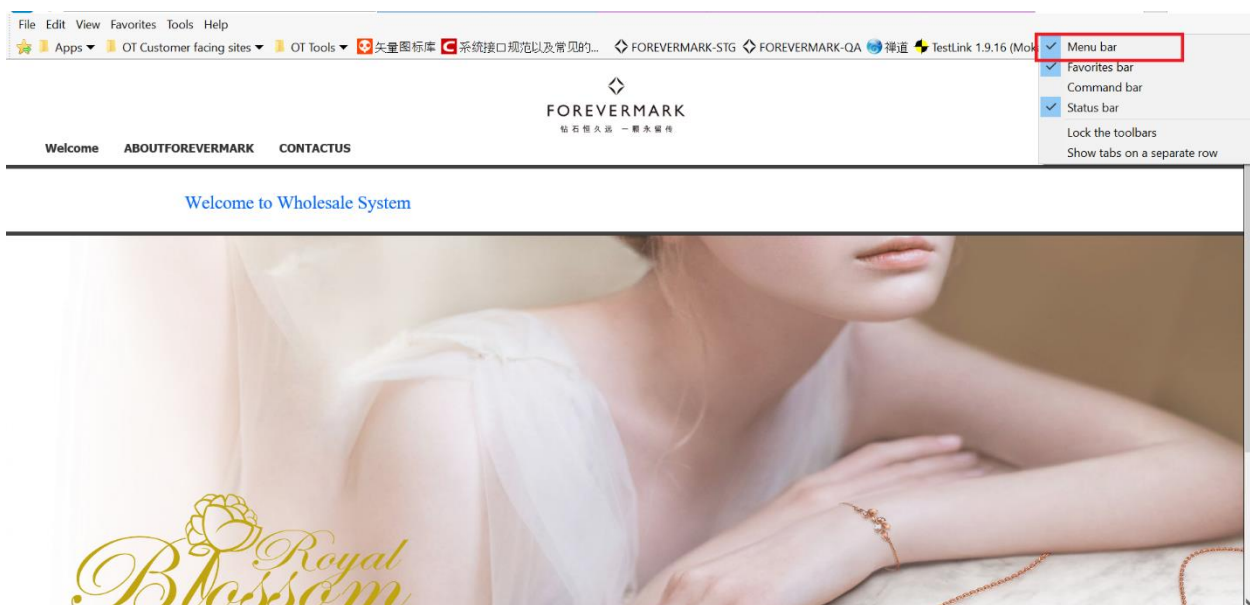 File Edit View Favorites Tools Help
Apps OT Customer facing sites OT Tools 矢量图标库 系统接口规范以及常见的... FOREVERMARK-STG FOREVERMARK-QA 禅道 TestLink 1.9.16 (Mok
Menu bar
Favorites bar
Command bar
Status bar
Lock the toolbars
Show tabs on a separate row
FOREVERMARK
钻石恒久远 一颗永留传
Welcome ABOUTFOREVERMARK CONTACTUS
Welcome to Wholesale System
Royal
Blossom